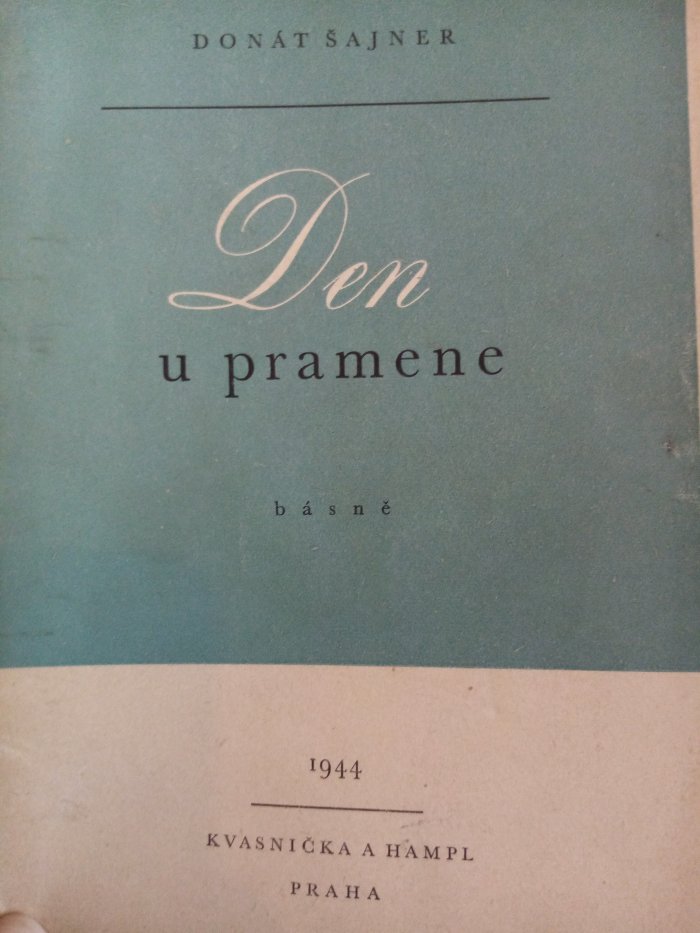 DONÁT ŠAJNER
Den
u pramene
básně
1944
KVASNIČKA A HAMPL
PRAHA